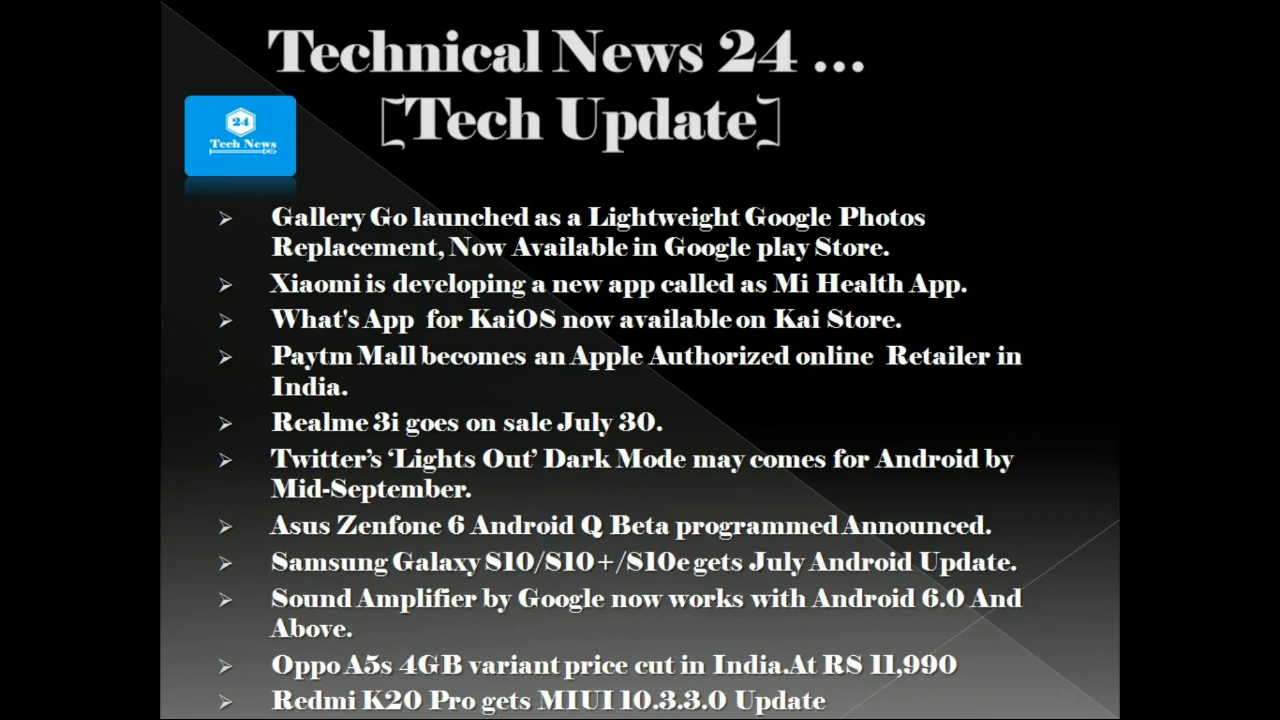 Technical News 24 ...
[Tech Update]
24
Tech News
Gallery Go launched as a Lightweight Google Photos
Replacement, Now Available in Google play Store.
Xiaomi is developing a new app called as Mi Health App.
What's App for KaiOS now available on Kai Store.
Paytm Mall becomes an Apple Authorized online Retailer in
India.
Realme 3i goes on sale July 30.
Twitter’s ‘Lights Out’ Dark Mode may comes for Android by
Mid-September.
Asus Zenfone 6 Android Q Beta programmed Announced.
Samsung Galaxy S10/S10+/S10e gets July Android Update.
Sound Amplifier by Google now works with Android 6.0 And
Above.
Oppo A5s 4GB variant price cut in India.At RS 11,990
Redmi K20 Pro gets MIUI 10.3.3.0 Update